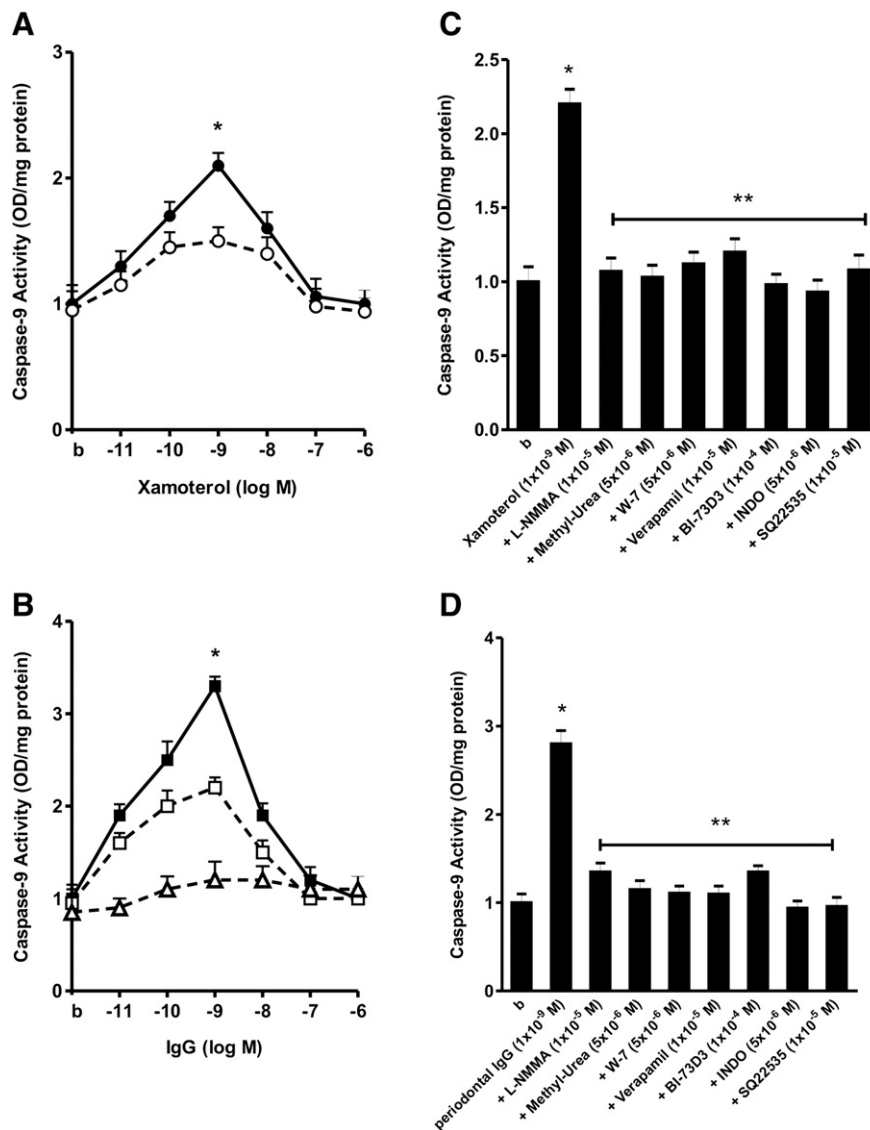 A
Caspase-9 Activity (OD/mg protein)
3
2
1
0
*
b -11 -10 -9 -8 -7 -6
Xamoterol (log M)
B
Caspase-9 Activity (OD/mg protein)
4
3
2
1
0
*
b -11 -10 -9 -8 -7 -6
IgG (log M)
C
Caspase-9 Activity (OD/mg protein)
2.5
2.0
1.5
1.0
0.5
0.0
*
**
b
Xamoterol (1x10⁻⁹ M)
+ L-NMMA (1x10⁻⁵ M)
+ Methyl-Urea (5x10⁻⁶ M)
+ W-7 (5x10⁻⁶ M)
+ Verapamil (1x10⁻⁵ M)
+ BI-73D3 (1x10⁻⁴ M)
+ INDO (5x10⁻⁶ M)
+ SQ22535 (1x10⁻⁵ M)
D
Caspase-9 Activity (OD/mg protein)
4
3
2
1
0
*
**
b
periodontal IgG (1x10⁻⁹ M)
+ L-NMMA (1x10⁻⁵ M)
+ Methyl-Urea (5x10⁻⁶ M)
+ W-7 (5x10⁻⁶ M)
+ Verapamil (1x10⁻⁵ M)
+ BI-73D3 (1x10⁻⁴ M)
+ INDO (5x10⁻⁶ M)
+ SQ22535 (1x10⁻⁵ M)